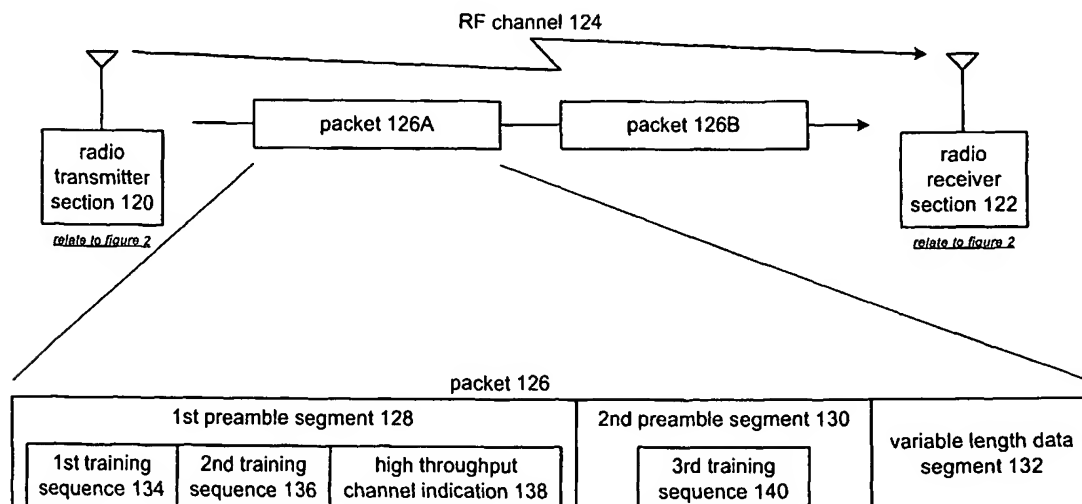 RF channel 124
packet 126A
packet 126B
radio
transmitter
section 120
relate to figure 2
radio
receiver
section 122
relate to figure 2
packet 126
1st preamble segment 128
2nd preamble segment 130
variable length data
segment 132
1st training
sequence 134
2nd training
sequence 136
high throughput
channel indication 138
3rd training
sequence 140